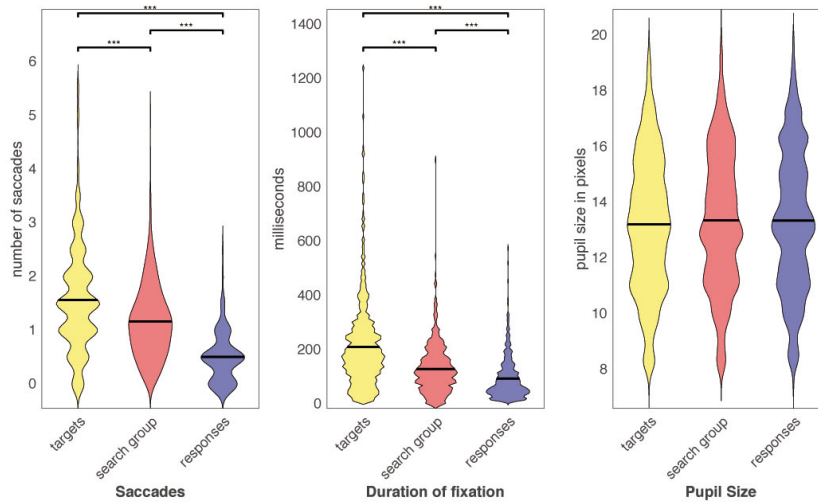 ***
***
***
number of saccades
6
5
4
3
2
1
0
targets
search group
responses
Saccades
***
***
***
milliseconds
1400
1200
1000
800
600
400
200
0
targets
search group
responses
Duration of fixation
pupil size in pixels
20
18
16
14
12
10
8
targets
search group
responses
Pupil Size